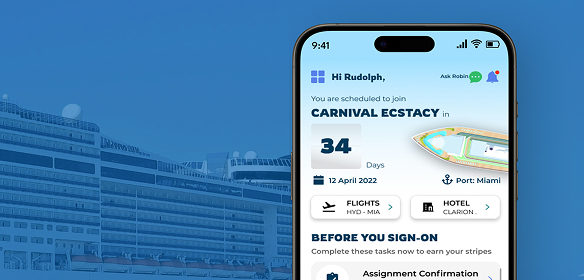 9:41
Hi Rudolph,
Ask Robin
You are scheduled to join
CARNIVAL ECSTACY in
34
Days
12 April 2022
Port: Miami
FLIGHTS
HYD - MIA
HOTEL
CLARION .
BEFORE YOU SIGN-ON
Complete these tasks now to earn your stripes
Assignment Confirmation